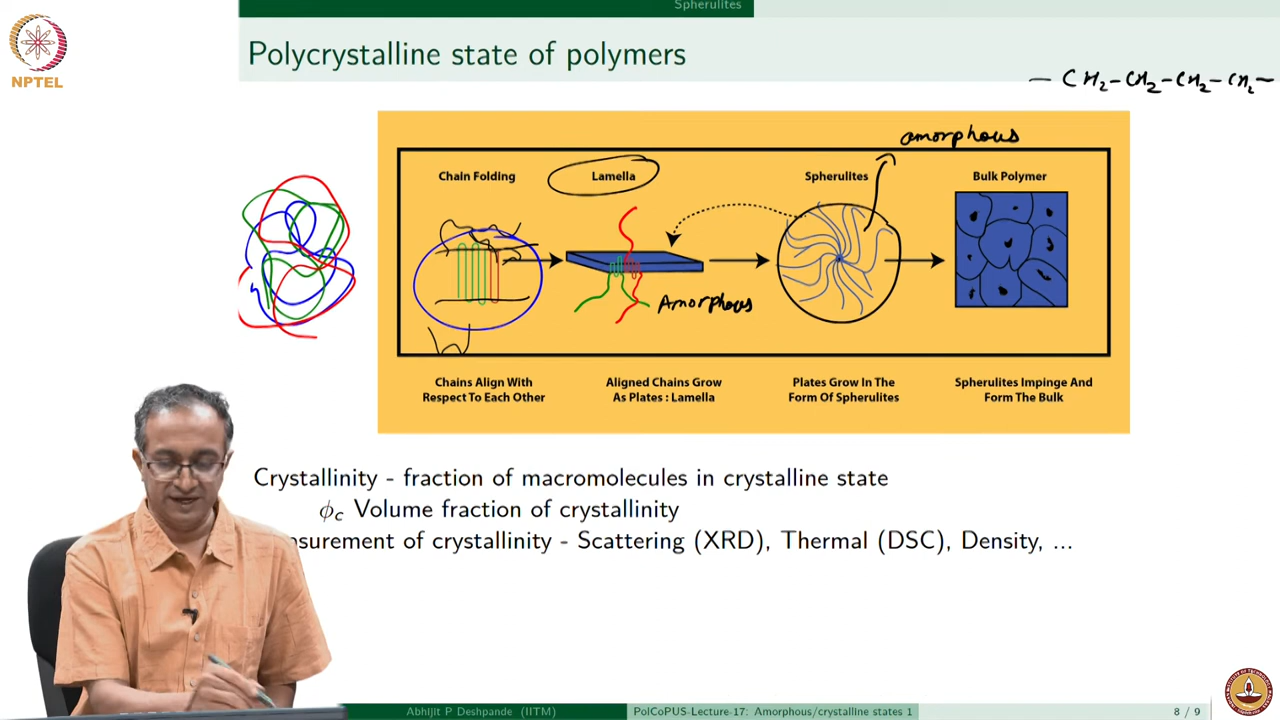 Spherulites
NPTEL
Polycrystalline state of polymers
— CH2-CH2-CH2-CH2—
amorphous
Chain Folding
Lamella
Spherulites
Bulk Polymer
Amorphous
Chains Align With
Respect To Each Other
Aligned Chains Grow
As Plates : Lamella
Plates Grow In The
Form Of Spherulites
Spherulites Impinge And
Form The Bulk
Crystallinity - fraction of macromolecules in crystalline state
ϕc Volume fraction of crystallinity
of crystallinity - Scattering (XRD), Thermal (DSC), Density, ...
Abhijit P Deshpande (IITM)
PolCoPUS-Lecture-17: Amorphous/crystalline states 1
8 / 9